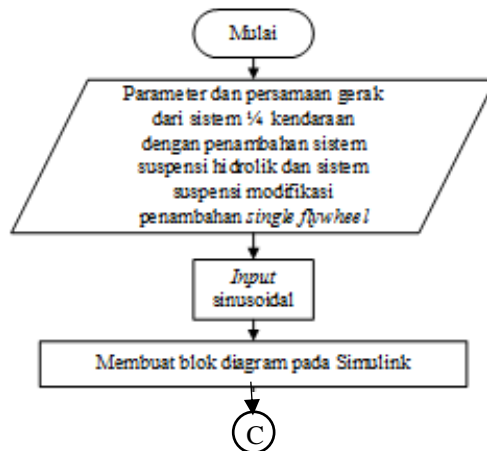 Mulai
Parameter dan persamaan gerak
dari sistem ¼ kendaraan
dengan penambahan sistem
suspensi hidrolik dan sistem
suspensi modifikasi
penambahan single flywheel
Input
sinusoidal
Membuat blok diagram pada Simulink
C